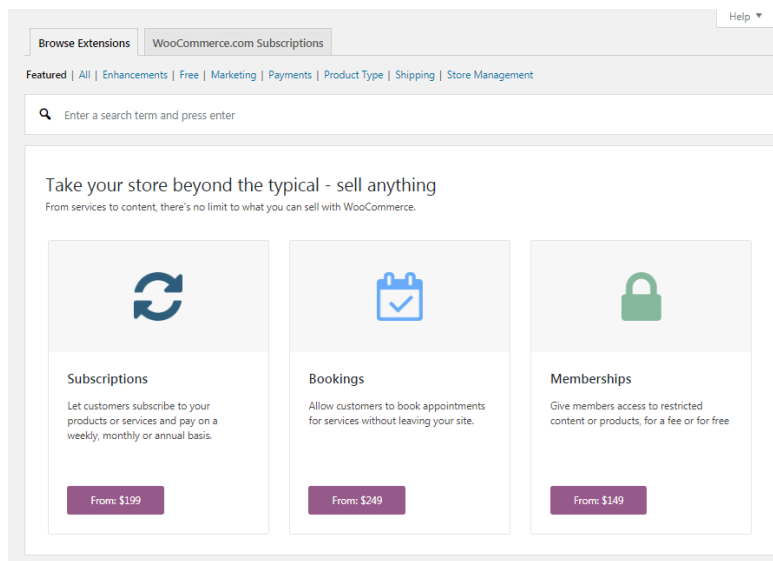 Help ▼
Browse Extensions WooCommerce.com Subscriptions
Featured | All | Enhancements | Free | Marketing | Payments | Product Type | Shipping | Store Management
Enter a search term and press enter
Take your store beyond the typical - sell anything
From services to content, there's no limit to what you can sell with WooCommerce.
Subscriptions
Let customers subscribe to your
products or services and pay on a
weekly, monthly or annual basis.
From: $199
Bookings
Allow customers to book appointments
for services without leaving your site.
From: $249
Memberships
Give members access to restricted
content or products, for a fee or for free
From: $149